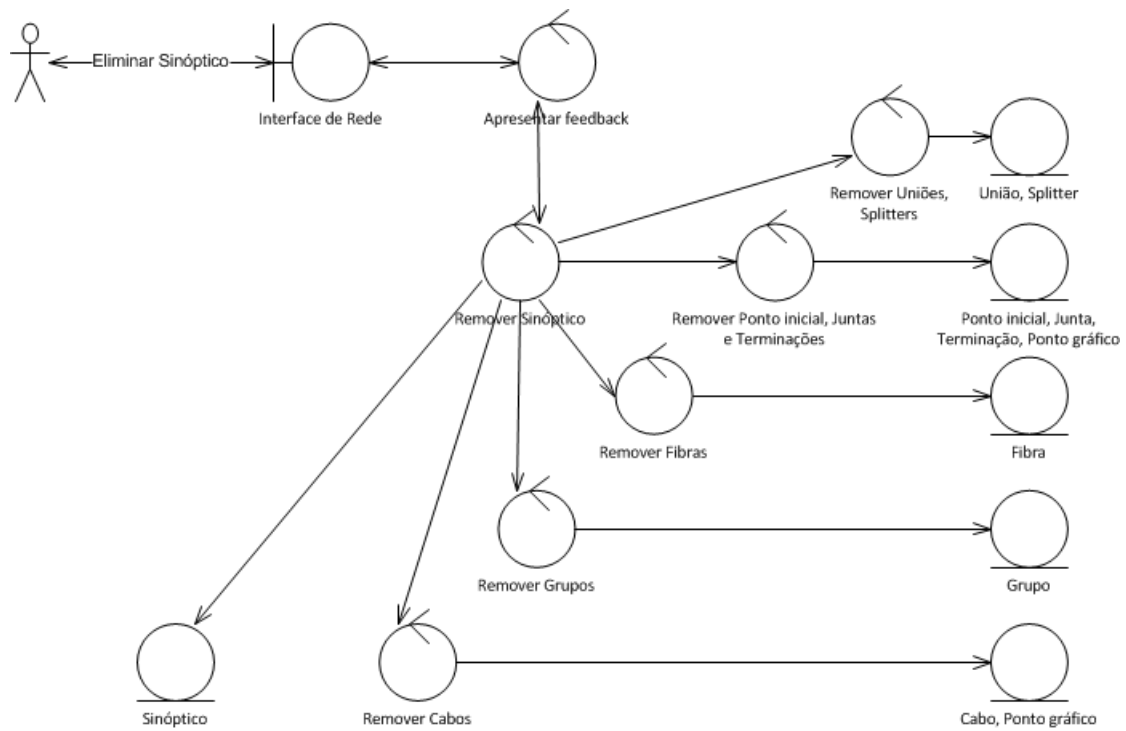 Eliminar Sinóptico
Interface de Rede
Apresentar feedback
Remover Uniões,
Splitters
União, Splitter
Remover Sinóptico
Remover Ponto inicial, Juntas
e Terminações
Ponto inicial, Junta,
Terminação, Ponto gráfico
Remover Fibras
Fibra
Remover Grupos
Grupo
Sinóptico
Remover Cabos
Cabo, Ponto gráfico